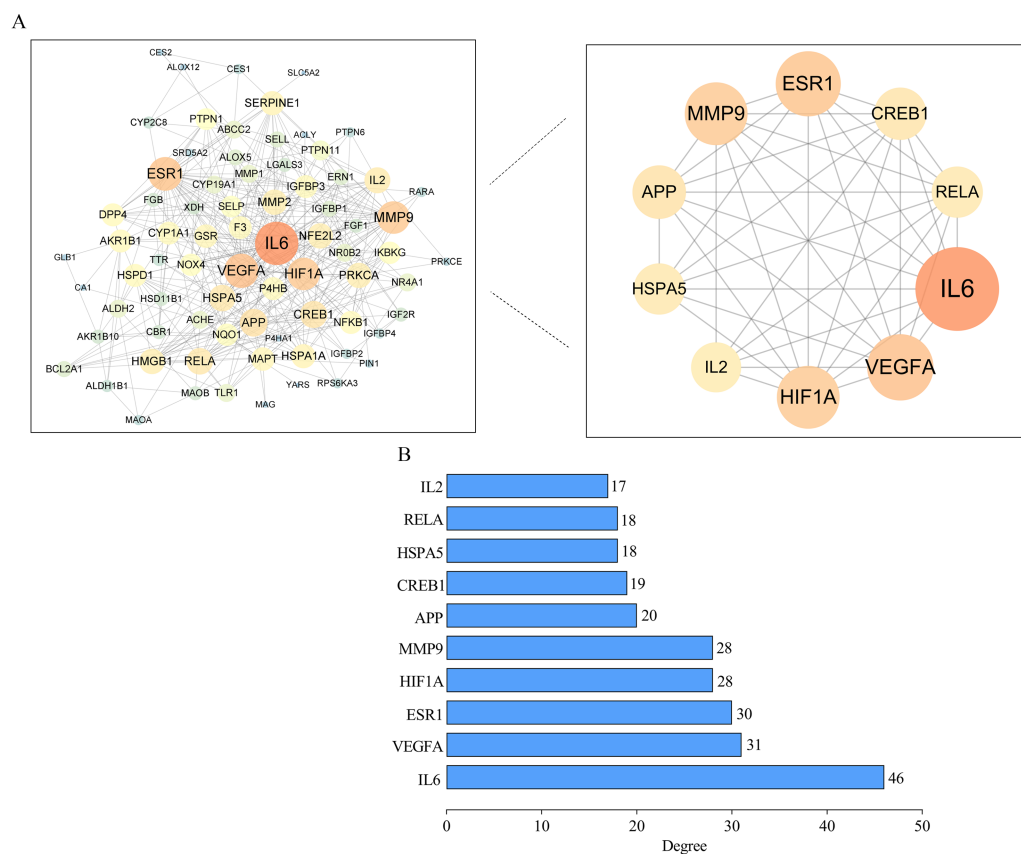 A
CES2
ALOX12
CES1
SLC5A2
SERPINE1
CYP2C8
PTPN1
ABCC2
SELL
ACLY
PTPN6
SRD5A2
ALOX5
LGALS3
PTPN11
ESR1
CYP19A1
MMP1
IGFBP3
ERN1
IL2
RARA
FGB
XDH
SELP
MMP2
IGFBP1
MMP9
DPP4
F3
FGF1
AKR1B1
CYP1A1
GSR
IL6
NFE2L2
NR0B2
IKBKG
GLB1
TTR
NOX4
VEGFA
HIF1A
PRKCA
PRKCE
CA1
HSPD1
HSD11B1
HSPA5
P4HB
NR4A1
ALDH2
ACHE
APP
CREB1
NFKB1
IGF2R
AKR1B10
CBR1
NQO1
P4HA1
IGFBP4
BCL2A1
HMGB1
RELA
MAPT
HSPA1A
IGFBP2
PIN1
ALDH1B1
MAOB
TLR1
YARS
RPS6KA3
MAOA
MAG
ESR1
MMP9
CREB1
APP
RELA
HSPA5
IL6
IL2
VEGFA
HIF1A
B
IL2 17
RELA 18
HSPA5 18
CREB1 19
APP 20
MMP9 28
HIF1A 28
ESR1 30
VEGFA 31
IL6 46
0 10 20 30 40 50
Degree